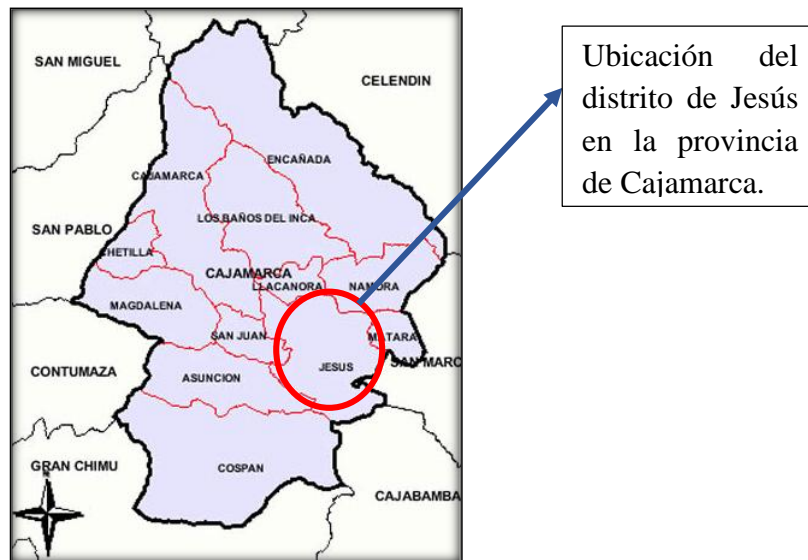 SAN MIGUEL
CELENDIN
ENCAÑADA
CAJAMARCA
LOS BAÑOS DEL INCA
SAN PABLO
CHETILLA
CAJAMARCA
LLACANORA
NAMORA
MAGDALENA
SAN JUAN
MATARA
JESUS
SAN MARC
CONTUMAZA
ASUNCION
GRAN CHIMU
COSPAN
CAJABAMBA
N
Ubicación del
distrito de Jesús
en la provincia
de Cajamarca.